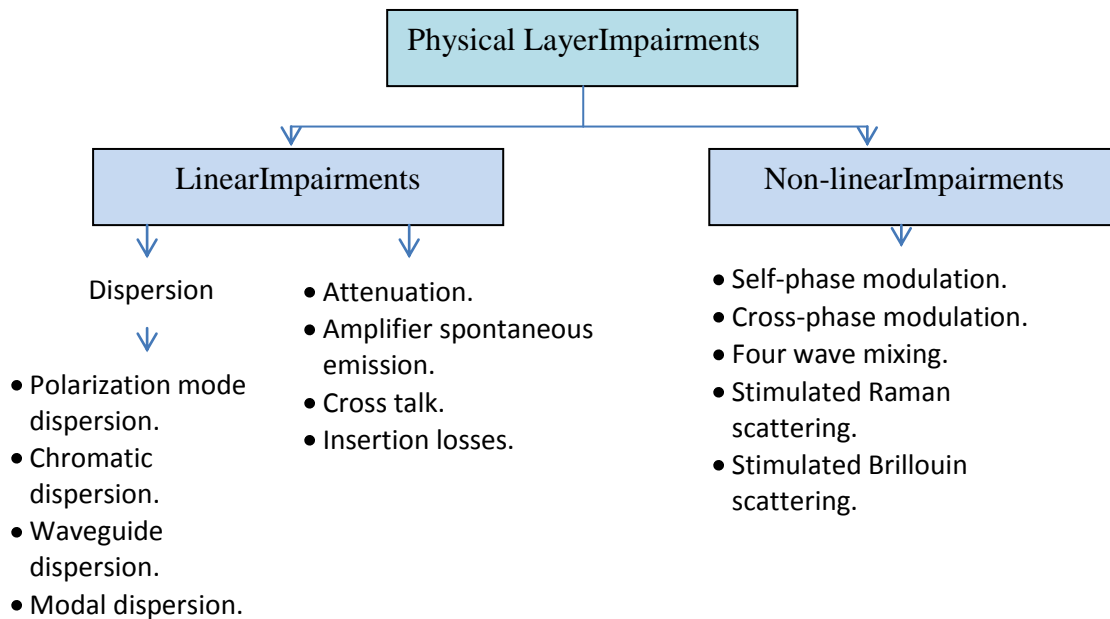 Physical LayerImpairments
LinearImpairments
Non-linearImpairments
Dispersion
• Polarization mode
dispersion.
• Chromatic
dispersion.
• Waveguide
dispersion.
• Modal dispersion.
• Attenuation.
• Amplifier spontaneous
emission.
• Cross talk.
• Insertion losses.
• Self-phase modulation.
• Cross-phase modulation.
• Four wave mixing.
• Stimulated Raman
scattering.
• Stimulated Brillouin
scattering.